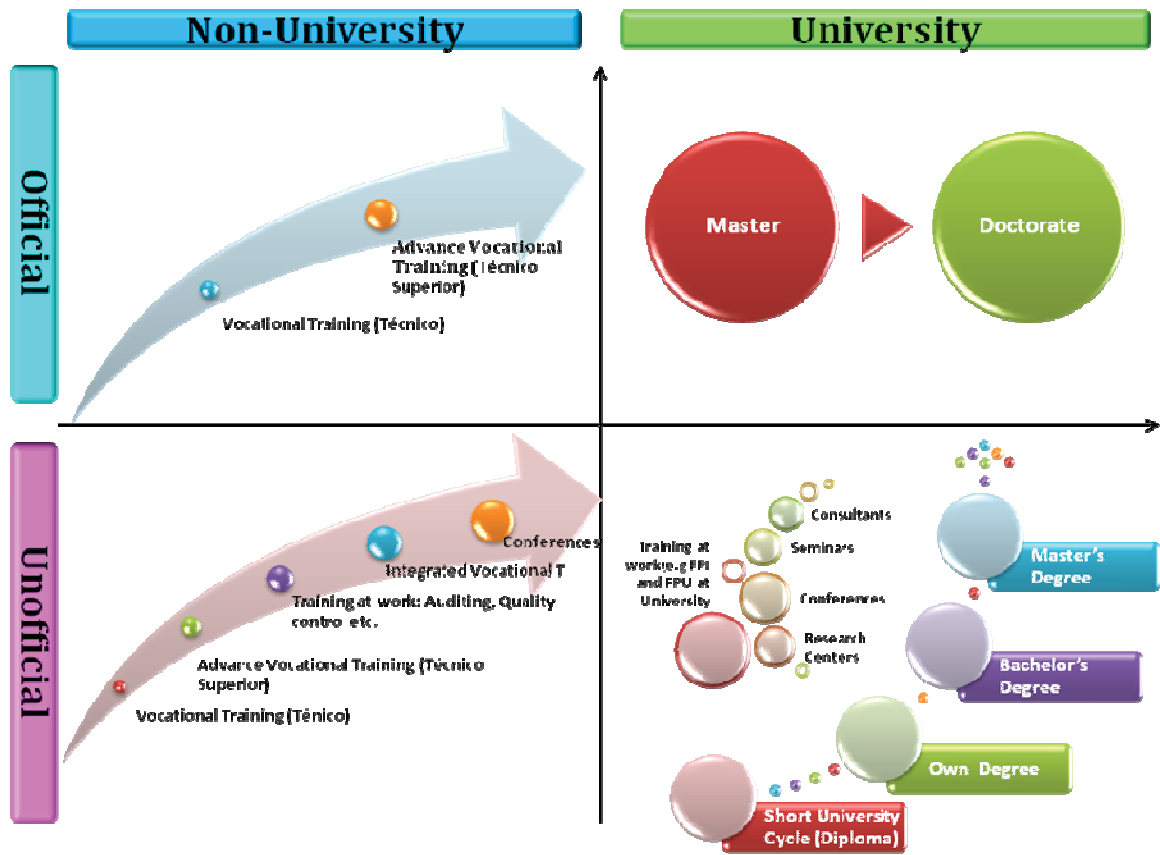 Non-University
University
Official
Advance Vocational
Training (Técnico
Superior)
Vocational Training (Técnico)
Master
Doctorate
Unofficial
Conferences
Integrated Vocational T
Training at work: Auditing, Quality
control etc.
Advance Vocational Training (Técnico
Superior)
Vocational Training (Ténico)
Consultants
Seminars
Training at
work(e.g FPI
and FPU at
University
Conferences
Research
Centers
Master's
Degree
Bachelor's
Degree
Own Degree
Short University
Cycle (Diploma)